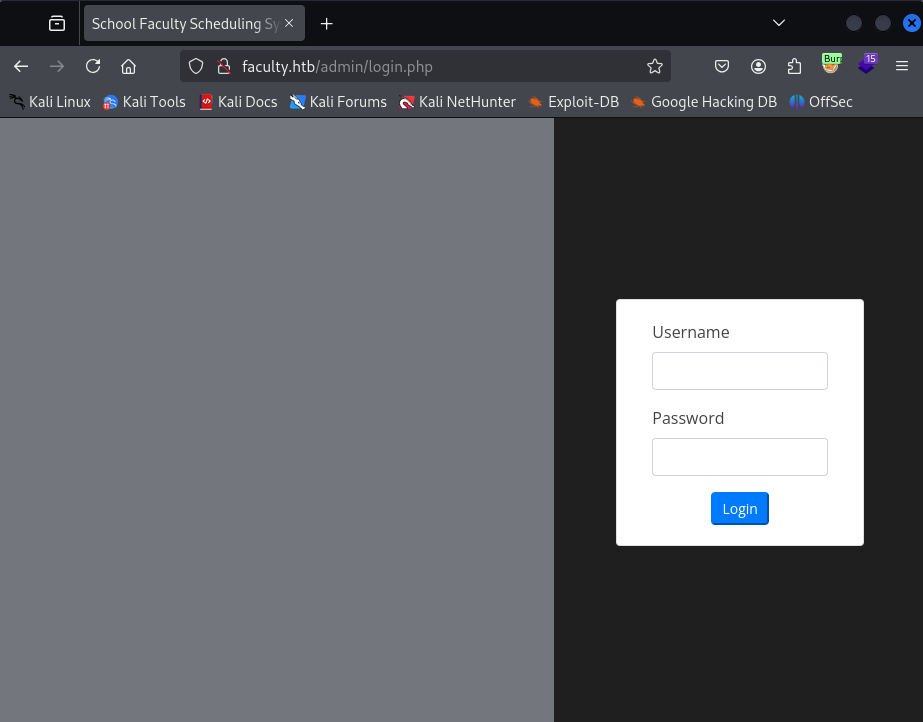 School Faculty Scheduling Sy
faculty.htb/admin/login.php
Bur
15
Kali Linux Kali Tools Kali Docs Kali Forums Kali NetHunter Exploit-DB Google Hacking DB OffSec
Username
Password
Login